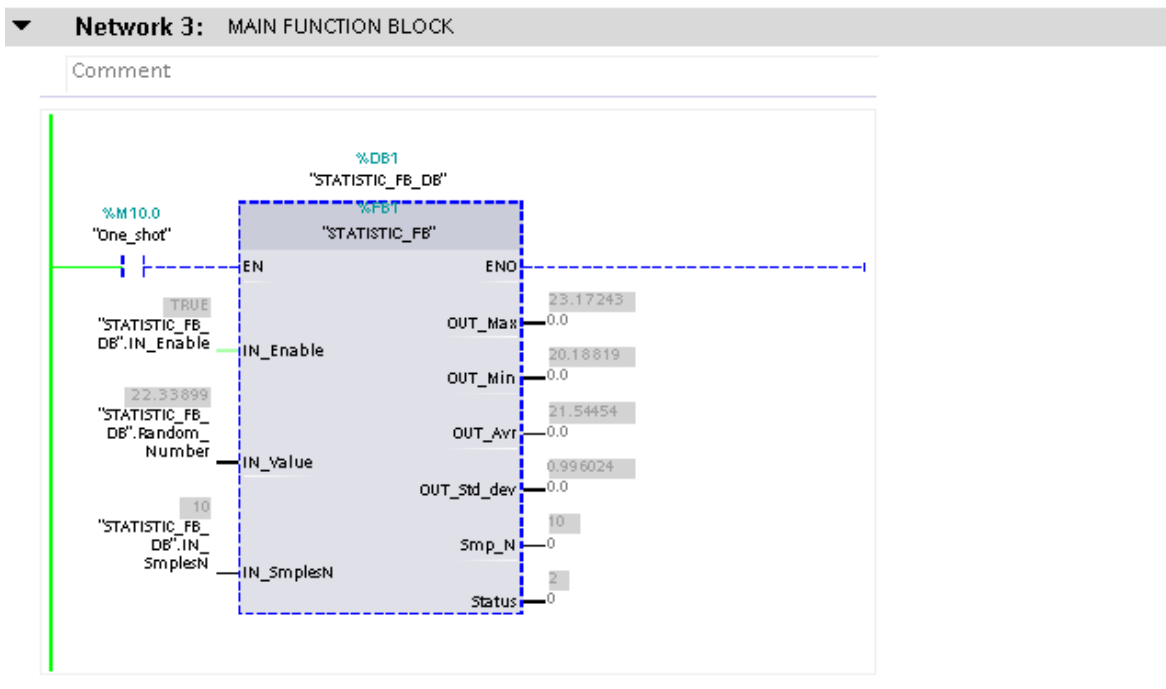 Network 3: MAIN FUNCTION BLOCK
Comment
%DB1
"STATISTIC_FB_DB"
%M10.0
"One_shot"
%FB1
"STATISTIC_FB"
EN
ENO
TRUE
"STATISTIC_FB_
DB".IN_Enable
IN_Enable
22.33899
"STATISTIC_FB_
DB".Random_
Number
IN_Value
10
"STATISTIC_FB_
DB".IN_
SmplesN
IN_SmplesN
23.17243
OUT_Max
0.0
20.18819
OUT_Min
0.0
21.54454
OUT_Avr
0.0
0.996024
OUT_Std_dev
0.0
10
Smp_N
0
2
Status
0